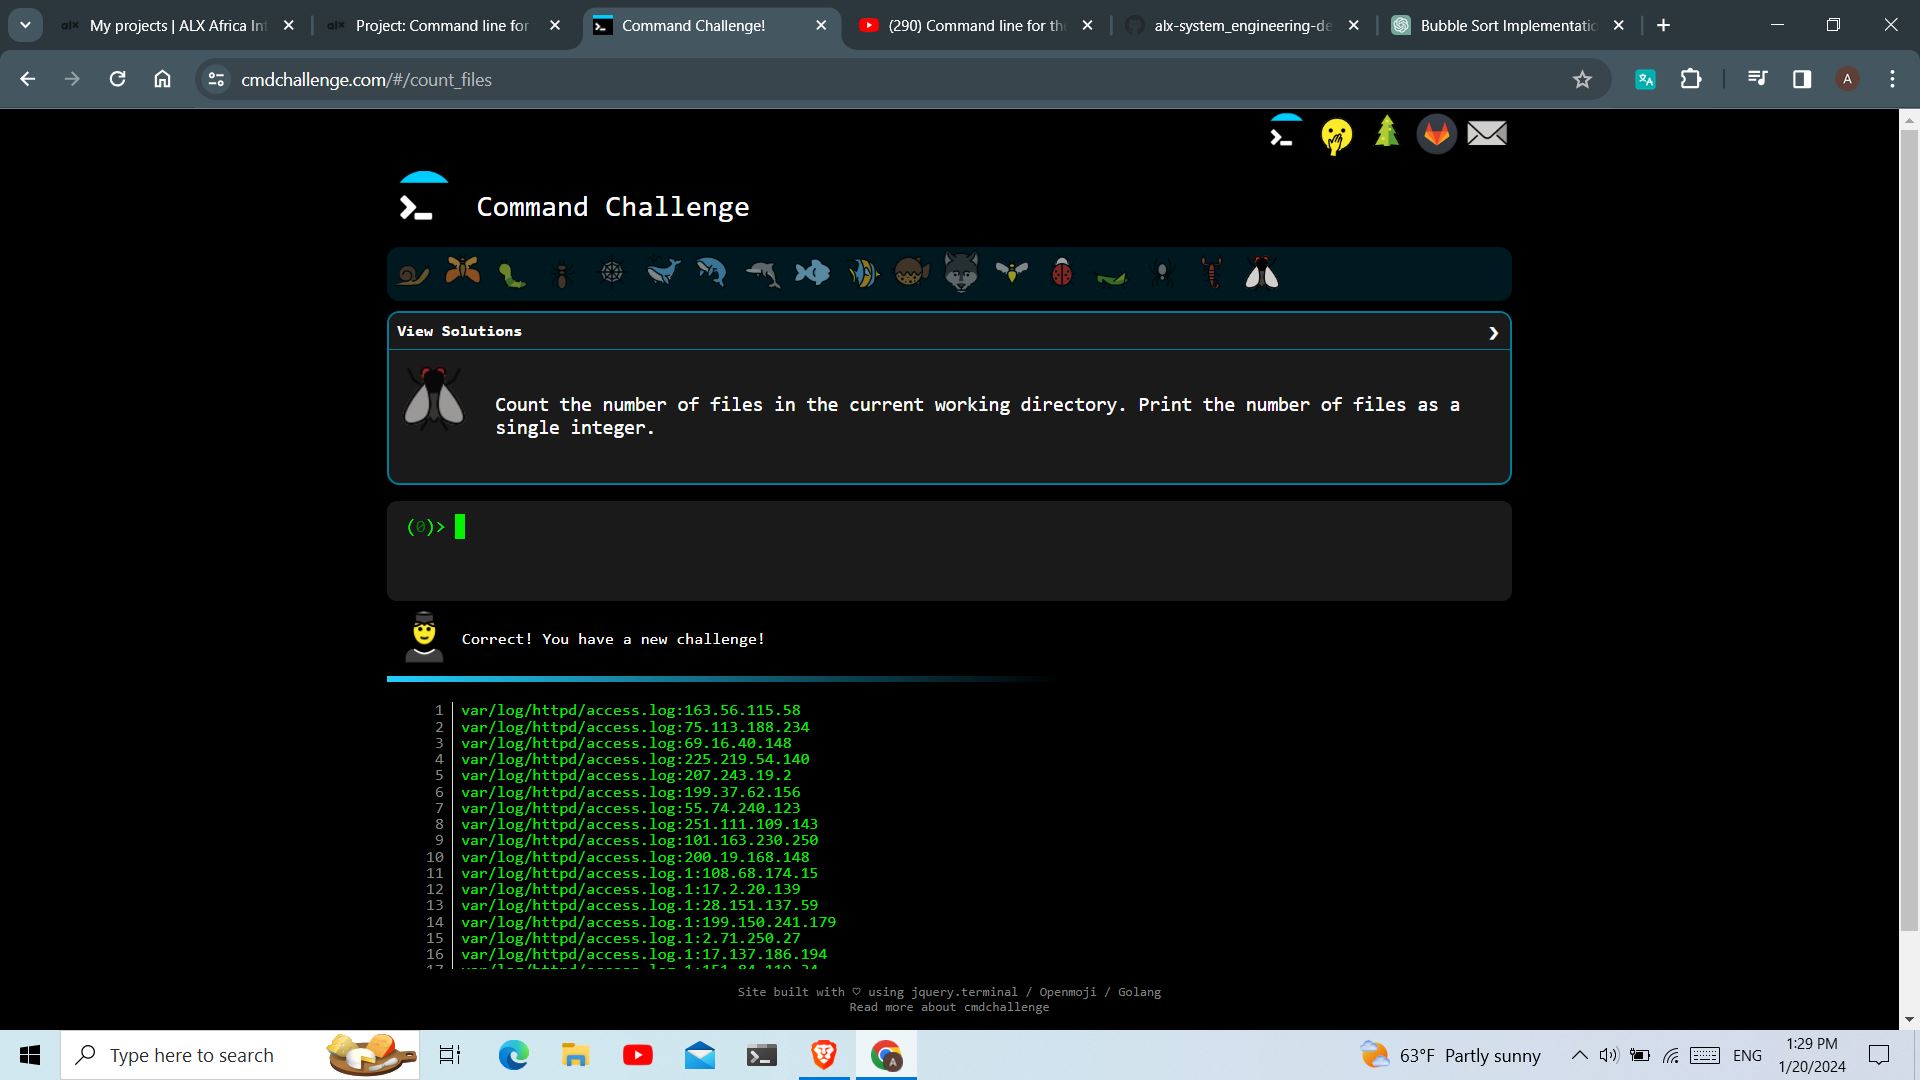 My projects | ALX Africa Int
Project: Command line for
Command Challenge!
(290) Command line for the
alx-system_engineering-de
Bubble Sort Implementatio
cmdchallenge.com/#/count_files
A
Command Challenge
View Solutions
Count the number of files in the current working directory. Print the number of files as a
single integer.
(0)>
Correct! You have a new challenge!
1 var/log/httpd/access.log:163.56.115.58
2 var/log/httpd/access.log:75.113.188.234
3 var/log/httpd/access.log:69.16.40.148
4 var/log/httpd/access.log:225.219.54.140
5 var/log/httpd/access.log:207.243.19.2
6 var/log/httpd/access.log:199.37.62.156
7 var/log/httpd/access.log:55.74.240.123
8 var/log/httpd/access.log:251.111.109.143
9 var/log/httpd/access.log:101.163.230.250
10 var/log/httpd/access.log:200.19.168.148
11 var/log/httpd/access.log.1:108.68.174.15
12 var/log/httpd/access.log.1:17.2.20.139
13 var/log/httpd/access.log.1:28.151.137.59
14 var/log/httpd/access.log.1:199.150.241.179
15 var/log/httpd/access.log.1:2.71.250.27
16 var/log/httpd/access.log.1:17.137.186.194
Site built with ♡ using jquery.terminal / Openmoji / Golang
Read more about cmdchallenge
Type here to search
63°F Partly sunny
ENG
1:29 PM
1/20/2024